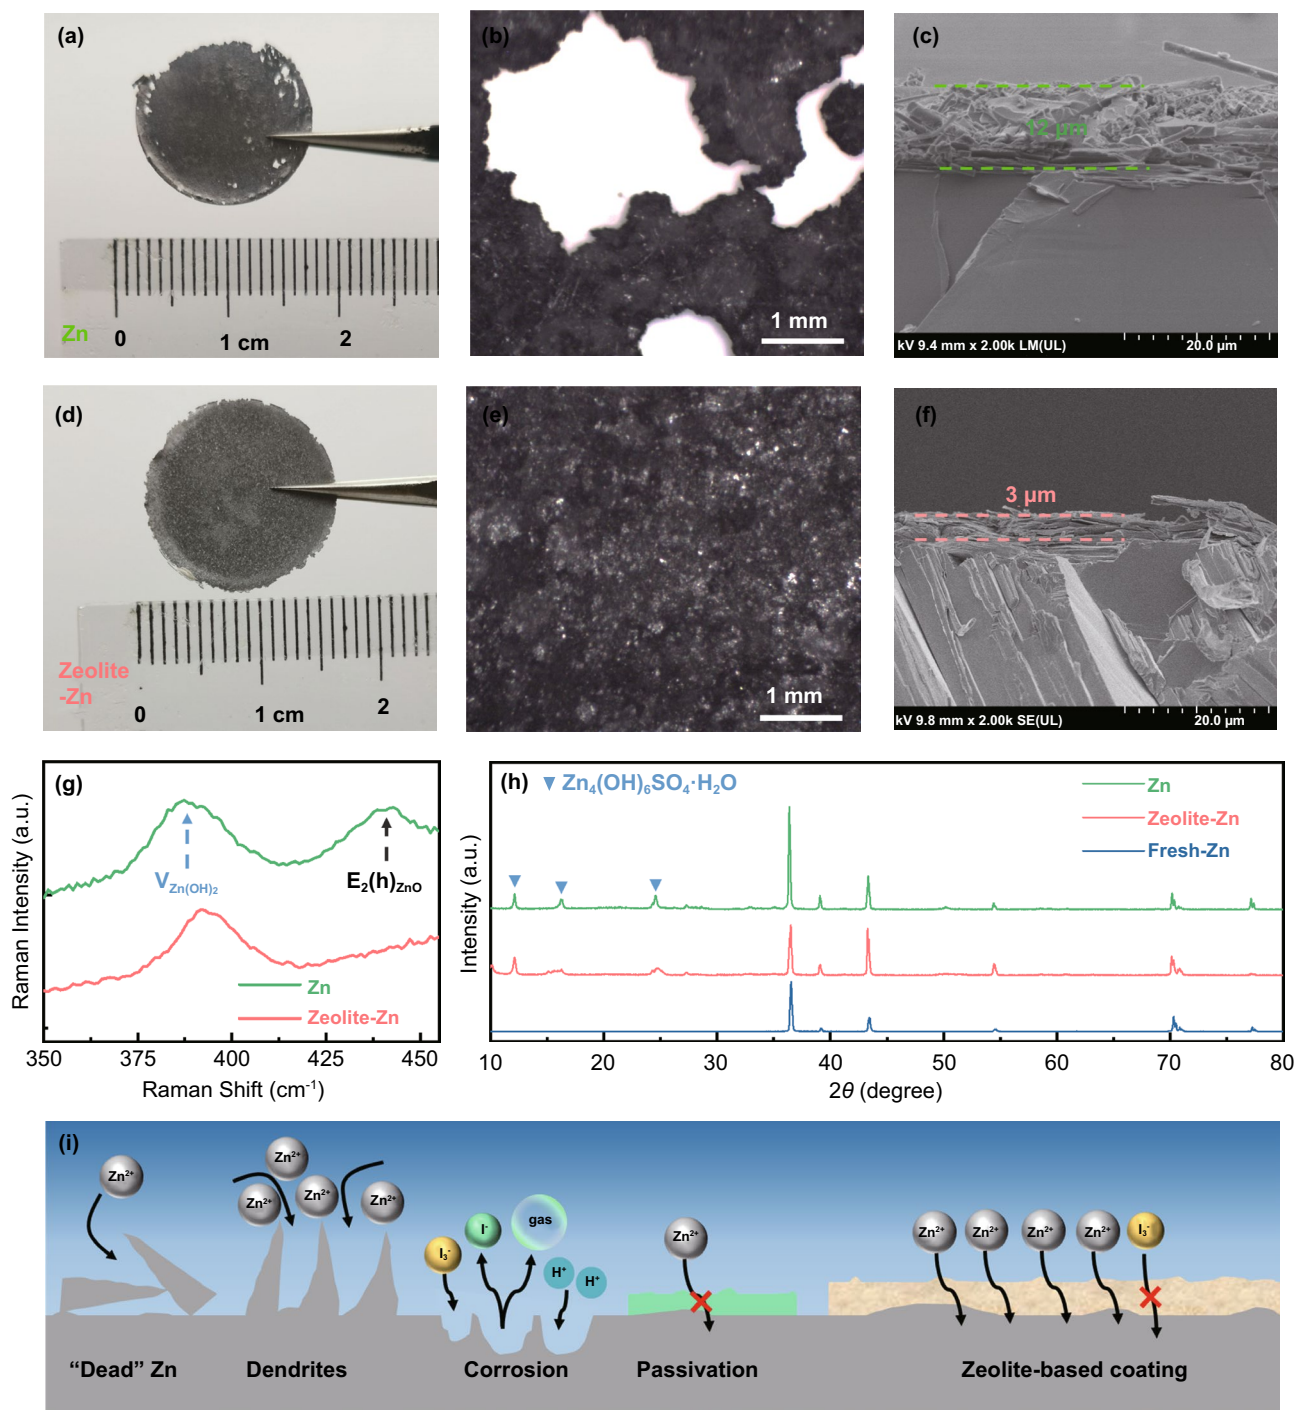 (a)
Zn
0
1 cm
2
(b)
1 mm
(c)
12 μm
kV 9.4 mm x 2.00k LM(UL)
20.0 μm
(d)
Zeolite
-Zn
0
1 cm
2
(e)
1 mm
(f)
3 μm
kV 9.8 mm x 2.00k SE(UL)
20.0 μm
(g)
V_Zn(OH)₂
E₂(h)_ZnO
Zn
Zeolite-Zn
Raman Intensity (a.u.)
350 375 400 425 450
Raman Shift (cm⁻¹)
(h)
▼ Zn₄(OH)₆SO₄·H₂O
Zn
Zeolite-Zn
Fresh-Zn
Intensity (a.u.)
10 20 30 40 50 60 70 80
2θ (degree)
(i)
Zn²⁺
Zn²⁺
Zn²⁺
Zn²⁺
Zn²⁺
I₃⁻
I⁻
gas
H⁺
H⁺
Zn²⁺
Zn²⁺
Zn²⁺
Zn²⁺
Zn²⁺
I₃⁻
“Dead” Zn
Dendrites
Corrosion
Passivation
Zeolite-based coating